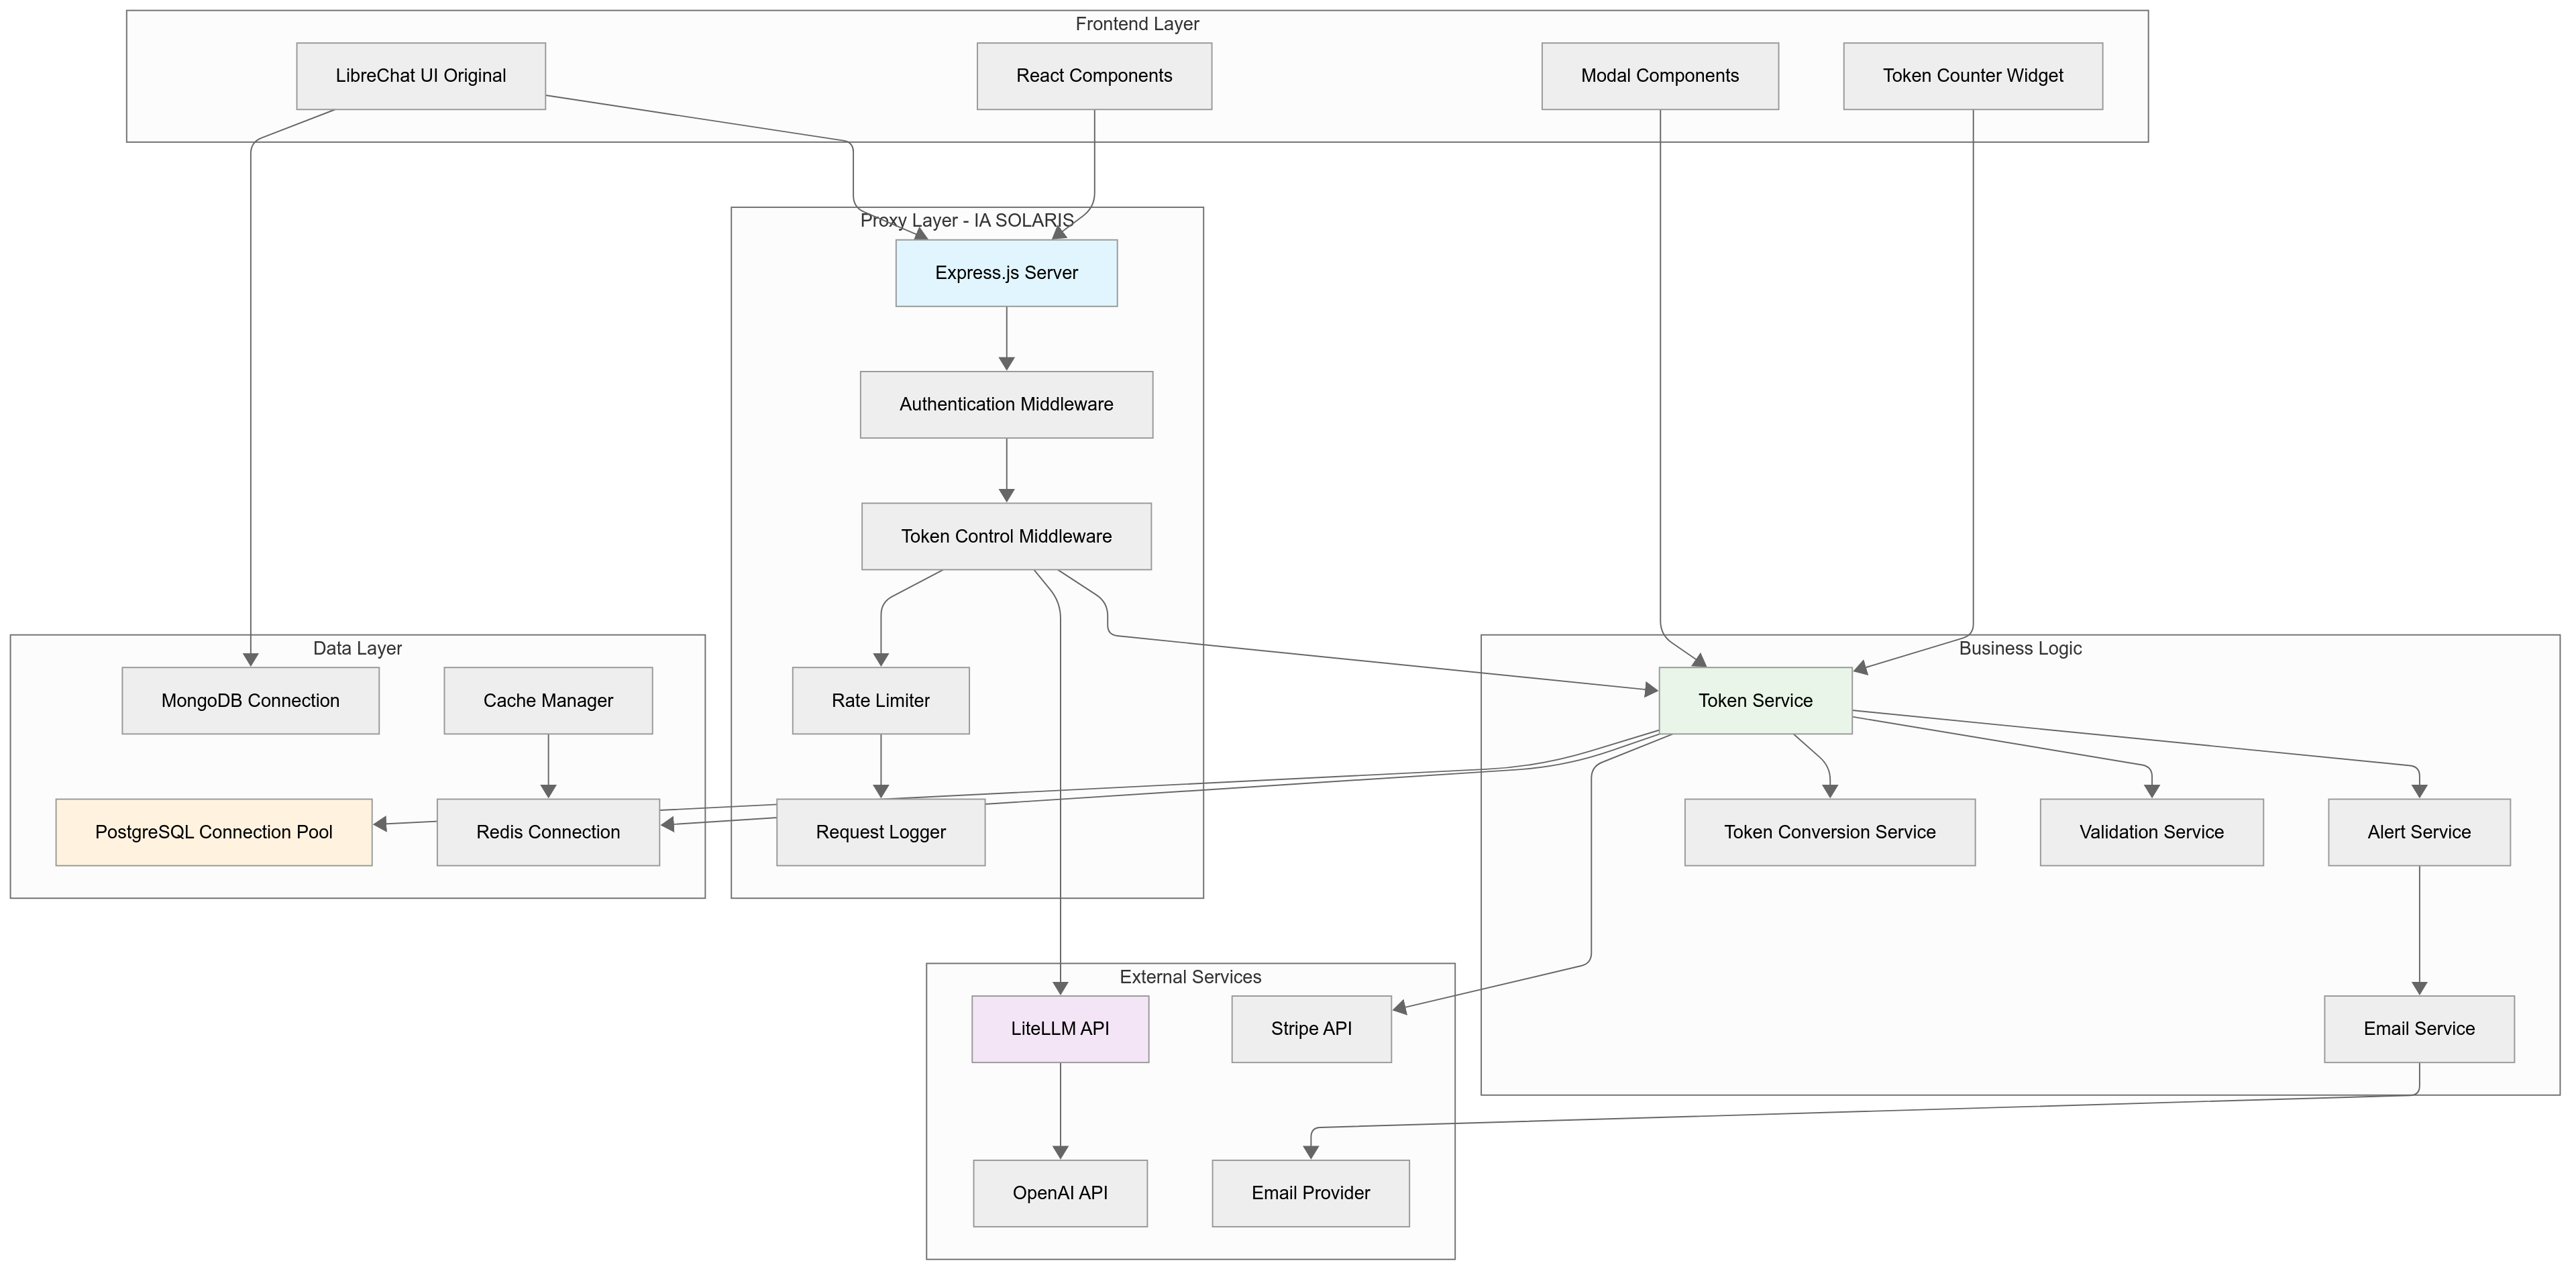 Frontend Layer
LibreChat UI Original
React Components
Modal Components
Token Counter Widget
Proxy Layer - IA SOLARIS
Express.js Server
Authentication Middleware
Token Control Middleware
Rate Limiter
Request Logger
Data Layer
MongoDB Connection
Cache Manager
PostgreSQL Connection Pool
Redis Connection
Business Logic
Token Service
Token Conversion Service
Validation Service
Alert Service
Email Service
External Services
LiteLLM API
Stripe API
OpenAI API
Email Provider